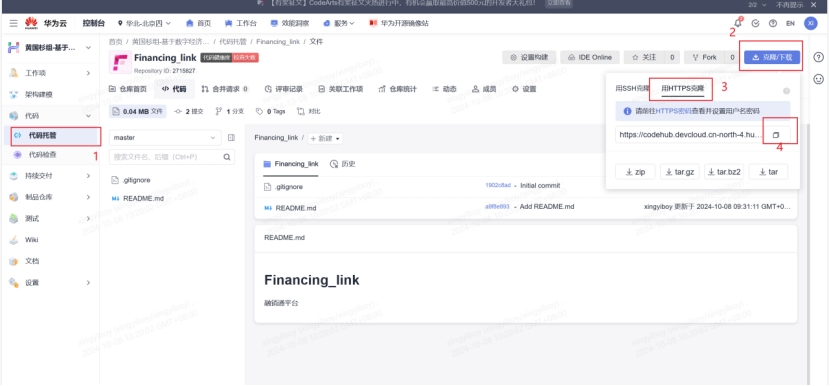 【有奖征文】CodeArts有奖征文火热进行中，有机会赢取最高价值500元的开发者大礼包！ 立即查看 2/2 不再提示
华为云 控制台 华北-北京四 首页 工作台 效能洞察 服务 华为开源镜像站 2 EN XI
黄国杉组-基于...
工作项
架构建模
代码
代码托管
1
代码检查
持续交付
制品仓库
测试
Wiki
文档
设置
首页 / 黄国杉组-基于数字经济... / 代码托管 / Financing_link / 文件
Financing_link 代码健康度
Repository ID: 2715827
设置构建 IDE Online 关注 0 Fork 0 克隆/下载
仓库首页 代码 合并请求 0 评审记录 关联工作项 仓库统计 动态 成员 设置
0.04 MB 文件 2 提交 1 分支 0 Tags 对比
master
搜索文件名、后缀 (Ctrl+P)
.gitignore
README.md
Financing_link / + 新建
Financing_link 历史
.gitignore Initial commit
README.md Add README.md xingyiboy 更新于 2024-10-08 09:31:11 GMT+0...
README.md
Financing_link
融销通平台
用SSH克隆 用HTTPS克隆 3
请前往HTTPS密码查看并设置用户名密码
https://codehub.devcloud.cn-north-4.hu...
4
zip tar.gz tar.bz2 tar